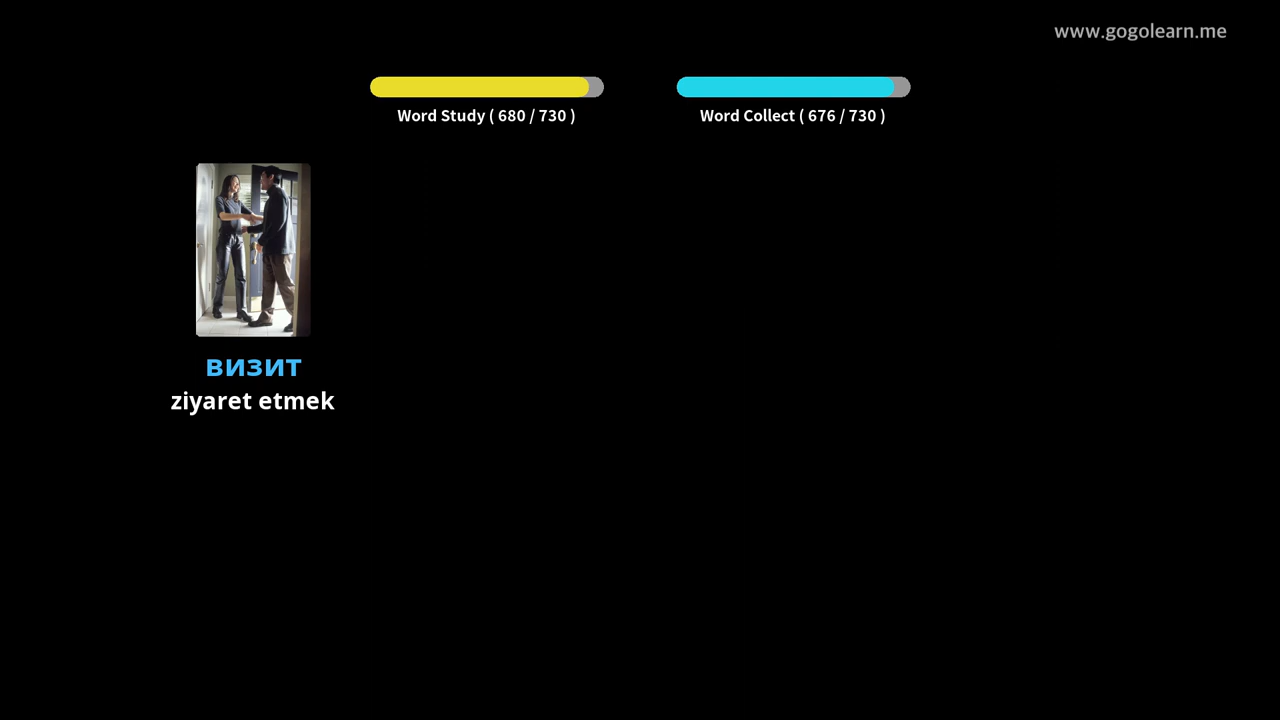 www.gogolearn.me
Word Study ( 680 / 730 )
Word Collect ( 676 / 730 )
визит
ziyaret etmek